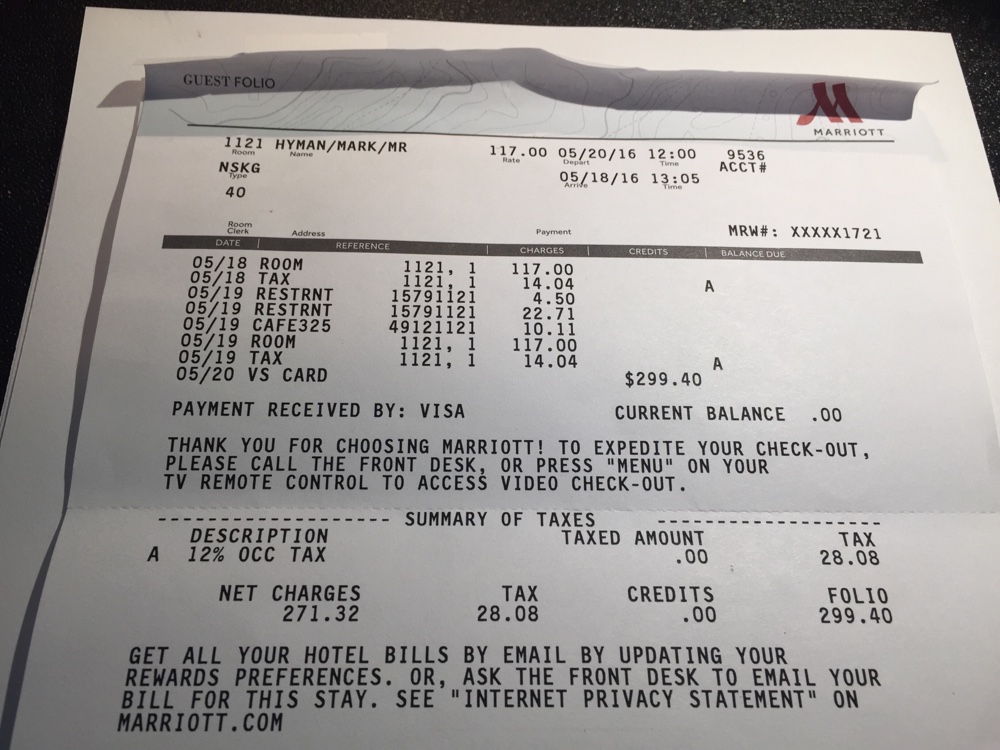 GUEST FOLIO
MARRIOTT
1121 HYMAN/MARK/MR 117.00 05/20/16 12:00 9536
Room Name Rate Depart Time ACCT#
NSKG 05/18/16 13:05
Type Arrive Time
40
Room Clerk Address Payment MRW#: XXXXX1721
DATE REFERENCE CHARGES CREDITS BALANCE DUE
05/18 ROOM 1121, 1 117.00
05/18 TAX 1121, 1 14.04 A
05/19 RESTRNT 15791121 4.50
05/19 RESTRNT 15791121 22.71
05/19 CAFE325 49121121 10.11
05/19 ROOM 1121, 1 117.00
05/19 TAX 1121, 1 14.04 A
05/20 VS CARD $299.40
PAYMENT RECEIVED BY: VISA CURRENT BALANCE .00
THANK YOU FOR CHOOSING MARRIOTT! TO EXPEDITE YOUR CHECK-OUT,
PLEASE CALL THE FRONT DESK, OR PRESS "MENU" ON YOUR
TV REMOTE CONTROL TO ACCESS VIDEO CHECK-OUT.
------------------- SUMMARY OF TAXES ------------------
DESCRIPTION TAXED AMOUNT TAX
A 12% OCC TAX .00 28.08
NET CHARGES TAX CREDITS FOLIO
271.32 28.08 .00 299.40
GET ALL YOUR HOTEL BILLS BY EMAIL BY UPDATING YOUR
REWARDS PREFERENCES. OR, ASK THE FRONT DESK TO EMAIL YOUR
BILL FOR THIS STAY. SEE "INTERNET PRIVACY STATEMENT" ON
MARRIOTT.COM